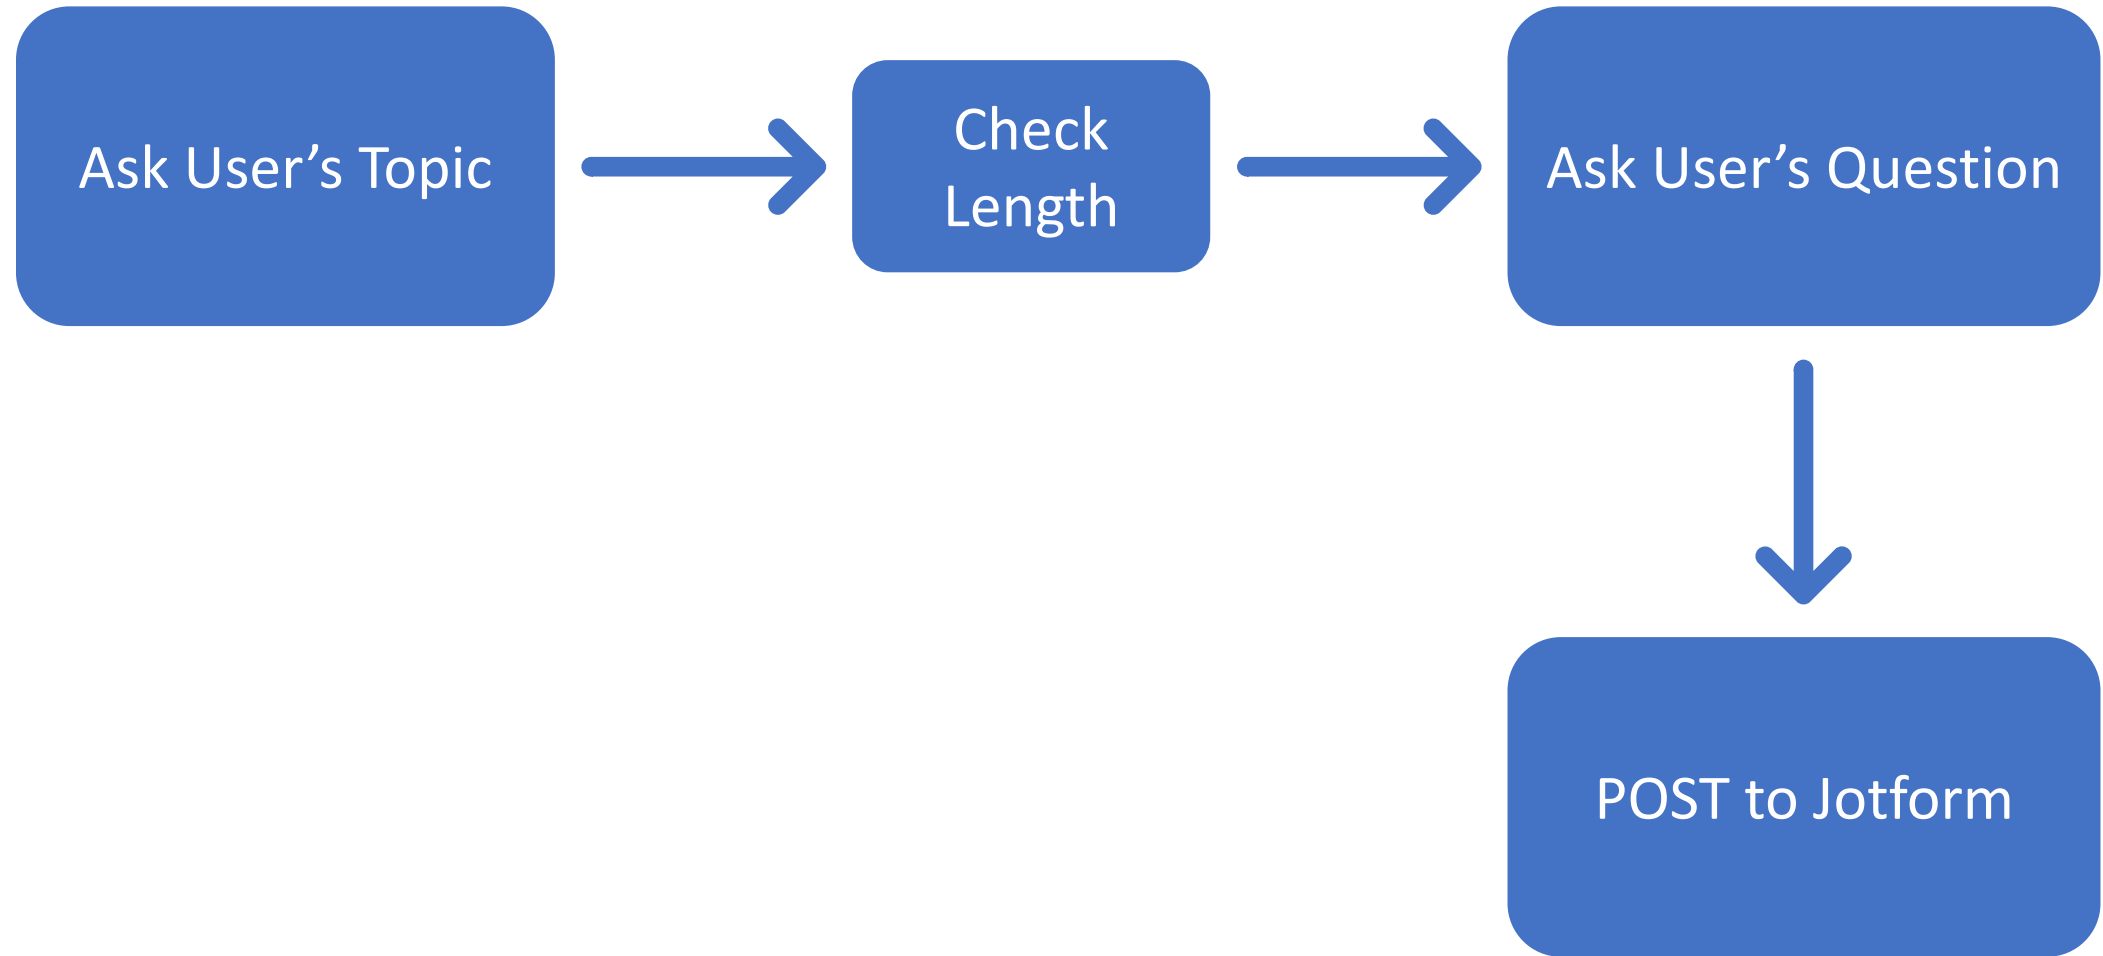 Ask User’s Topic
Check
Length
Ask User’s Question
POST to Jotform